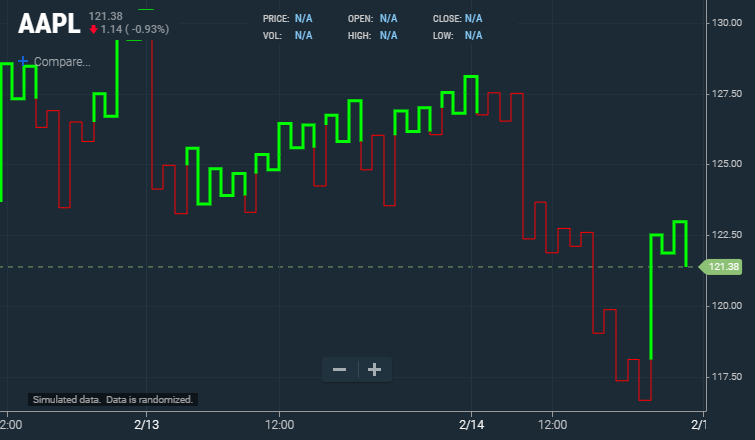 AAPL 121.38
1.14 ( -0.93%)
PRICE: N/A OPEN: N/A CLOSE: N/A
VOL: N/A HIGH: N/A LOW: N/A
+ Compare...
130.00
127.50
125.00
122.50
121.38
120.00
117.50
− +
Simulated data. Data is randomized.
2:00 2/13 12:00 2/14 12:00 2/1